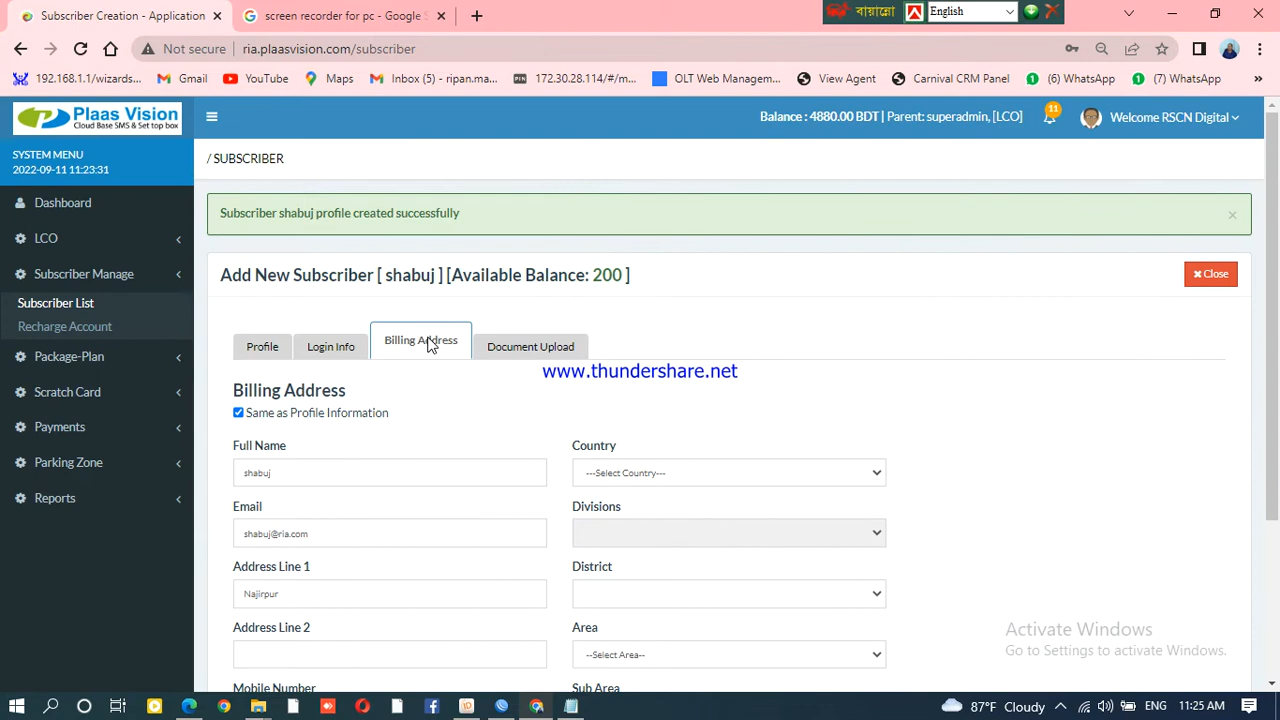 Subscriber Creation - Application
screen recorder for pc - Google S
বায়ান্নো
English
Not secure
ria.plaasvision.com/subscriber
192.168.1.1/wizards...
Gmail
YouTube
Maps
Inbox (5) - ripan.ma...
172.30.28.114/#/m...
OLT Web Managem...
View Agent
Carnival CRM Panel
(6) WhatsApp
(7) WhatsApp
Plaas Vision
Cloud Base SMS & Set top box
Balance : 4880.00 BDT | Parent: superadmin, [LCO]
11
Welcome RSCN Digital
SYSTEM MENU
2022-09-11 11:23:31
/ SUBSCRIBER
Dashboard
LCO
Subscriber Manage
Subscriber List
Recharge Account
Package-Plan
Scratch Card
Payments
Parking Zone
Reports
Subscriber shabuj profile created successfully
Add New Subscriber [ shabuj ] [Available Balance: 200 ]
Close
Profile
Login Info
Billing Address
Document Upload
www.thundershare.net
Billing Address
Same as Profile Information
Full Name
shabuj
Country
---Select Country---
Email
shabuj@ria.com
Divisions
Address Line 1
Najirpur
District
Address Line 2
Area
--Select Area--
Mobile Number
Sub Area
Activate Windows
Go to Settings to activate Windows.
87°F Cloudy
ENG
11:25 AM